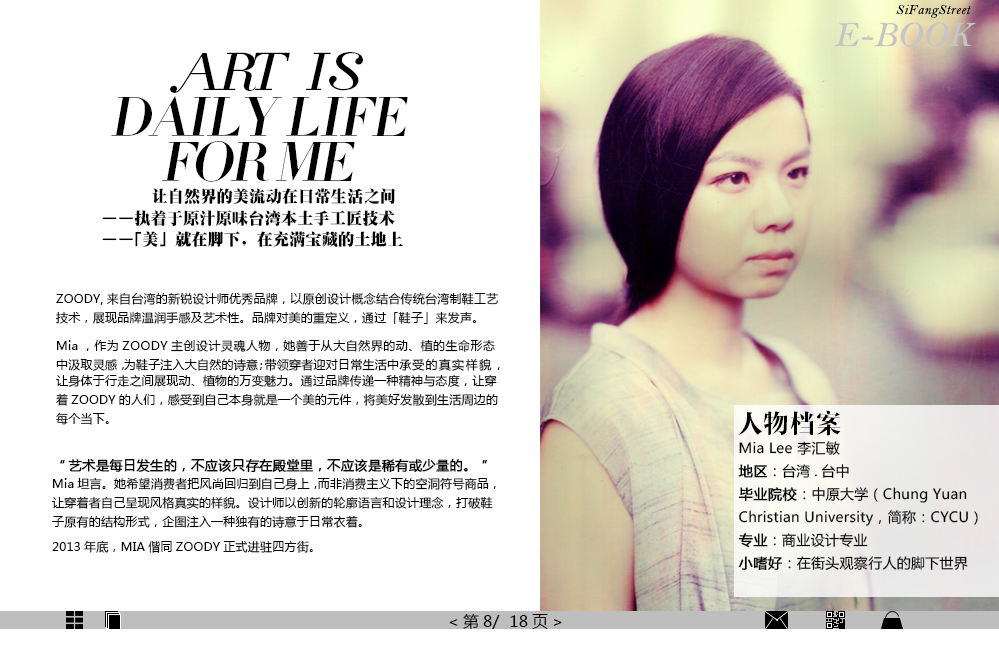 SiFangStreet
E-BOOK
ART IS
DAILY LIFE
FOR ME
让自然界的美流动在日常生活之间
——执着于原汁原味台湾本土手工匠技术
——「美」就在脚下，在充满宝藏的土地上
ZOODY, 来自台湾的新锐设计师优秀品牌，以原创设计概念结合传统台湾制鞋工艺
技术，展现品牌温润手感及艺术性。品牌对美的重定义，通过「鞋子」来发声。
Mia ，作为 ZOODY 主创设计灵魂人物，她善于从大自然界的动、植的生命形态
中汲取灵感 ,为鞋子注入大自然的诗意;带领穿者迎对日常生活中承受的真实样貌，
让身体于行走之间展现动、植物的万变魅力。通过品牌传递一种精神与态度，让穿
着 ZOODY 的人们，感受到自己本身就是一个美的元件，将美好发散到生活周边的
每个当下。
“ 艺术是每日发生的，不应该只存在殿堂里，不应该是稀有或少量的。 ”
Mia 坦言。她希望消费者把风尚回归到自己身上 ,而非消费主义下的空洞符号商品，
让穿着者自己呈现风格真实的样貌。设计师以创新的轮廓语言和设计理念，打破鞋
子原有的结构形式，企图注入一种独有的诗意于日常衣着。
2013 年底，MIA 偕同 ZOODY 正式进驻四方街。
人物档案
Mia Lee 李汇敏
地区：台湾 . 台中
毕业院校：中原大学（ Chung Yuan
Christian University，简称：CYCU ）
专业：商业设计专业
小嗜好：在街头观察行人的脚下世界
< 第 8/ 18 页 >